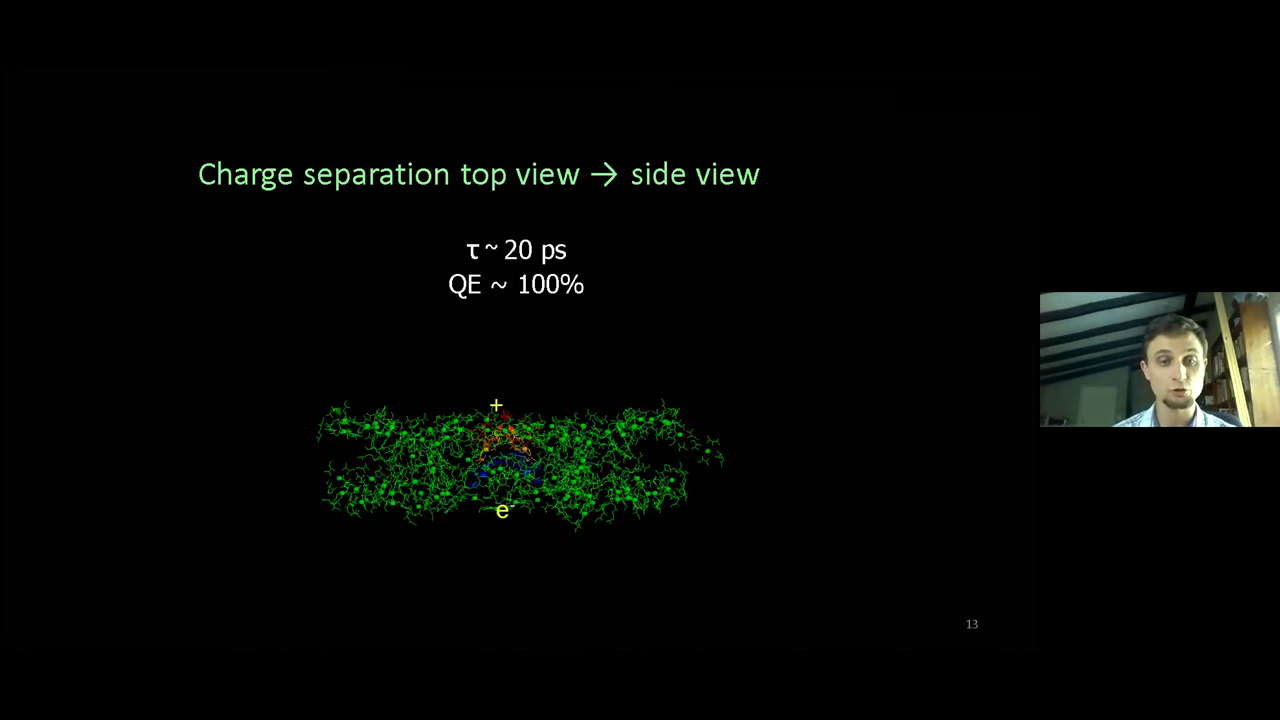 Charge separation top view → side view
τ ~ 20 ps
QE ~ 100%
+
e⁻
13